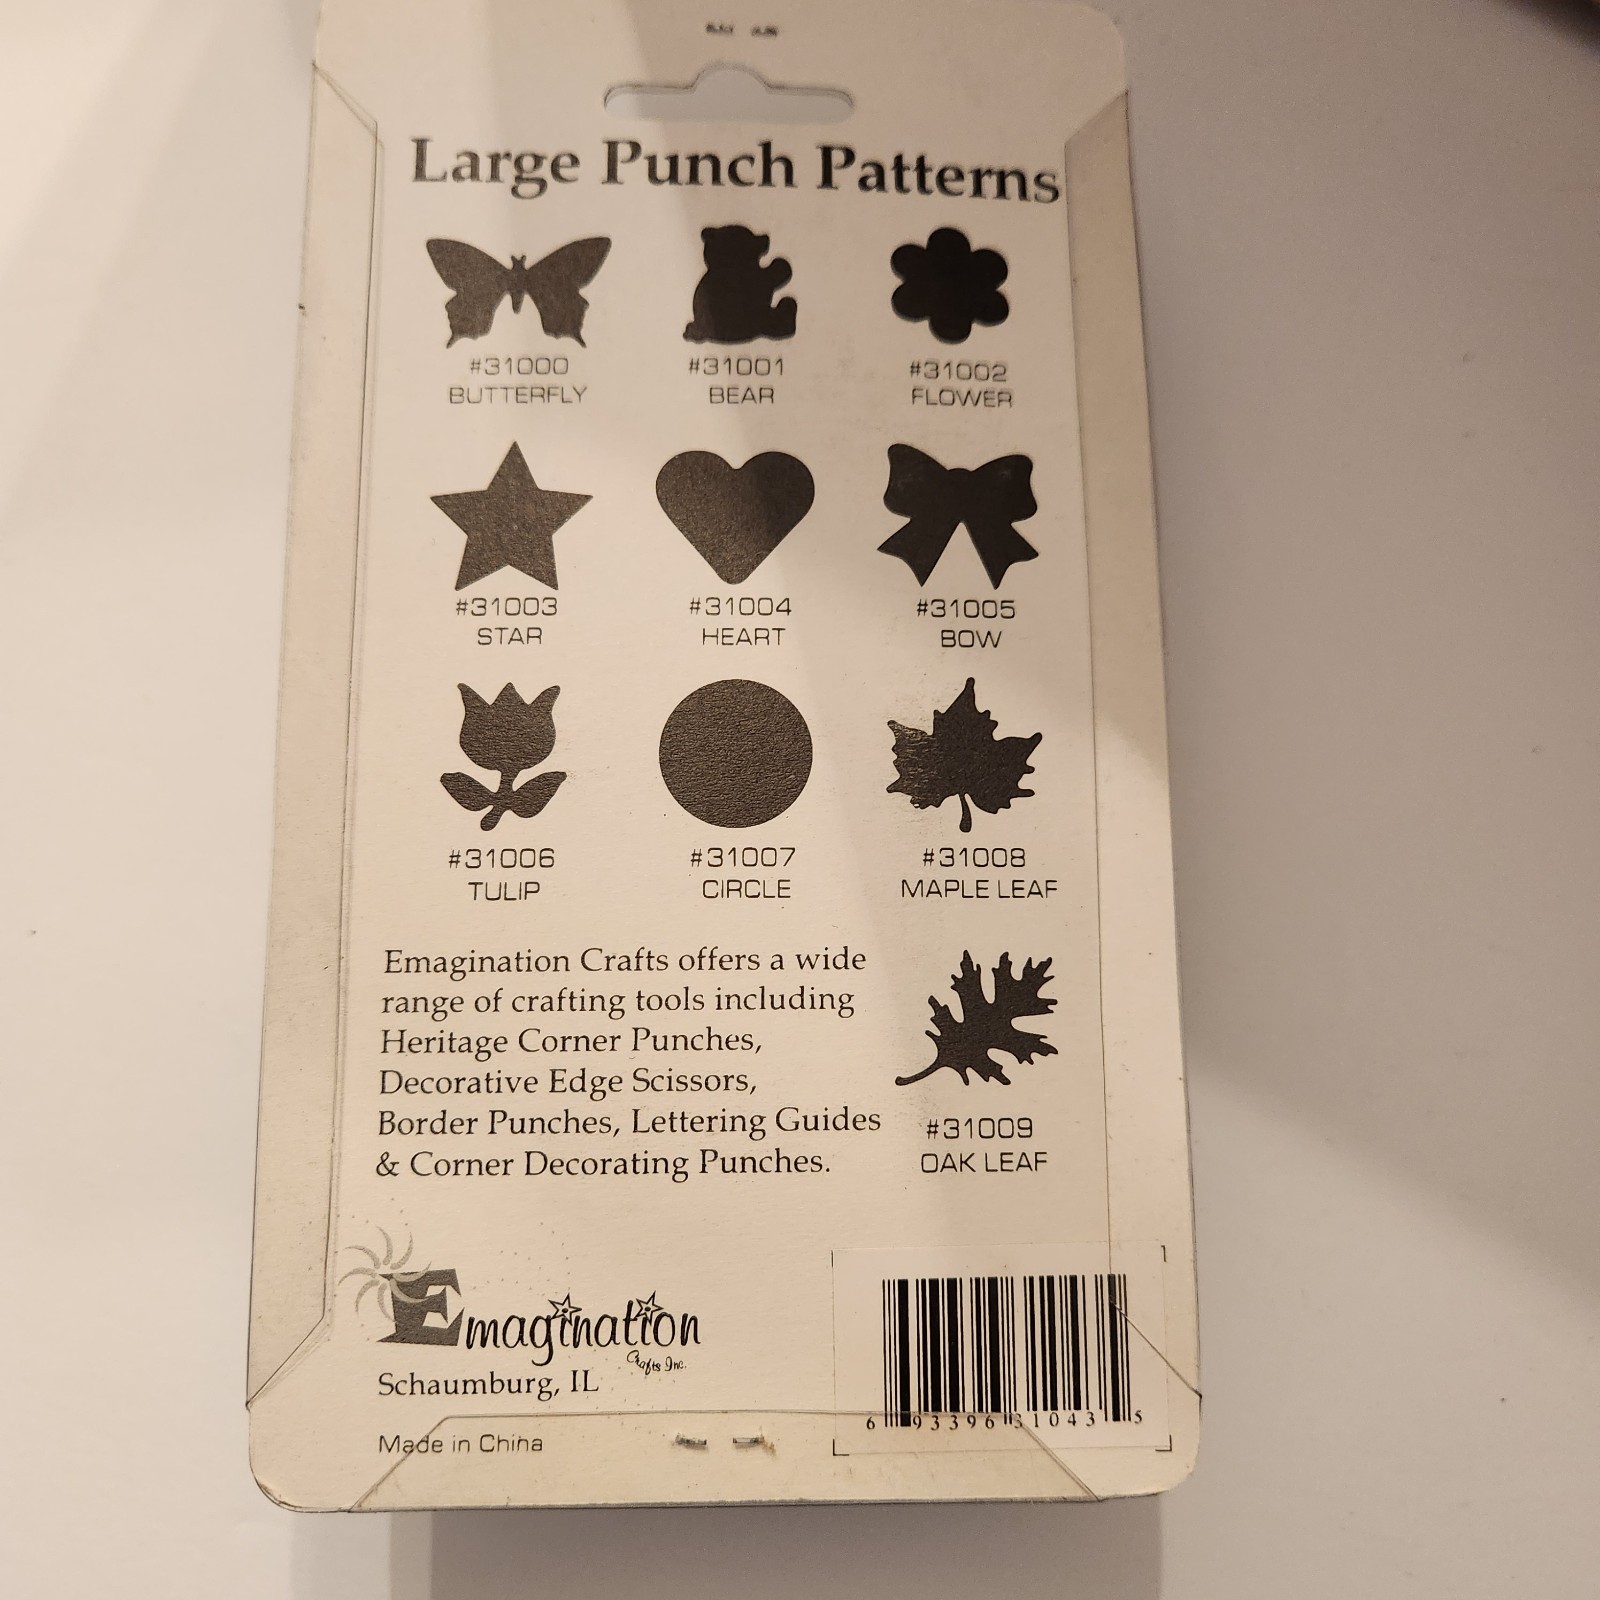 Large Punch Patterns
#31000
BUTTERFLY
#31001
BEAR
#31002
FLOWER
#31003
STAR
#31004
HEART
#31005
BOW
#31006
TULIP
#31007
CIRCLE
#31008
MAPLE LEAF
Emagination Crafts offers a wide
range of crafting tools including
Heritage Corner Punches,
Decorative Edge Scissors,
Border Punches, Lettering Guides
& Corner Decorating Punches.
#31009
OAK LEAF
Emagination
Crafts Inc.
Schaumburg, IL
Made in China
6 93396 31043 5